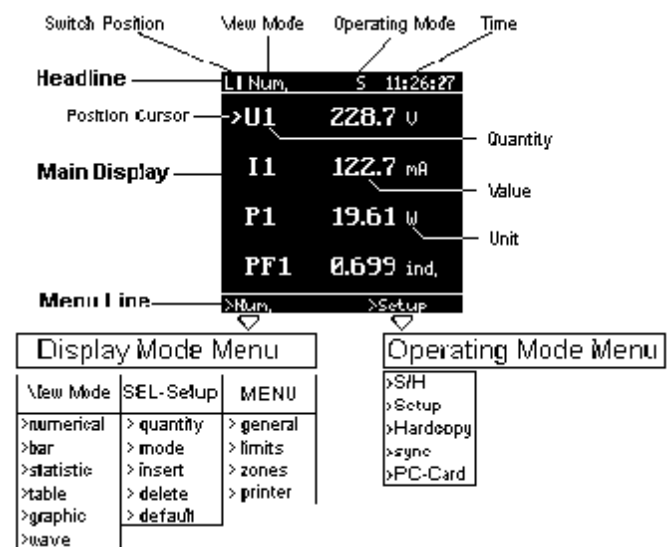 Switch Position View Mode Operating Mode Time
Headline L1 Num. S 11:26:27
Position Cursor ->U1 228.7 V
Quantity
Main Display I1 122.7 mA
Value
P1 19.61 W
Unit
PF1 0.699 ind.
Menu Line >Num. >Setup
Display Mode Menu Operating Mode Menu
View Mode SEL-Setup MENU
>S/H
>Setup
>Hardcopy
>sync
>PC-Card
>numerical > quantity > general
>bar > mode > limits
>statistic > insert > zones
>table > delete > printer
>graphic > default
>wave